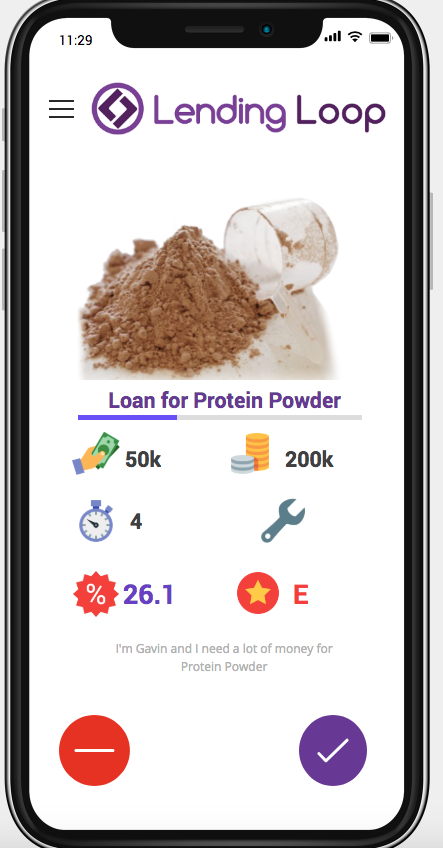 11:29
Lending Loop
Loan for Protein Powder
50k 200k
4
% 26.1 E
I'm Gavin and I need a lot of money for
Protein Powder